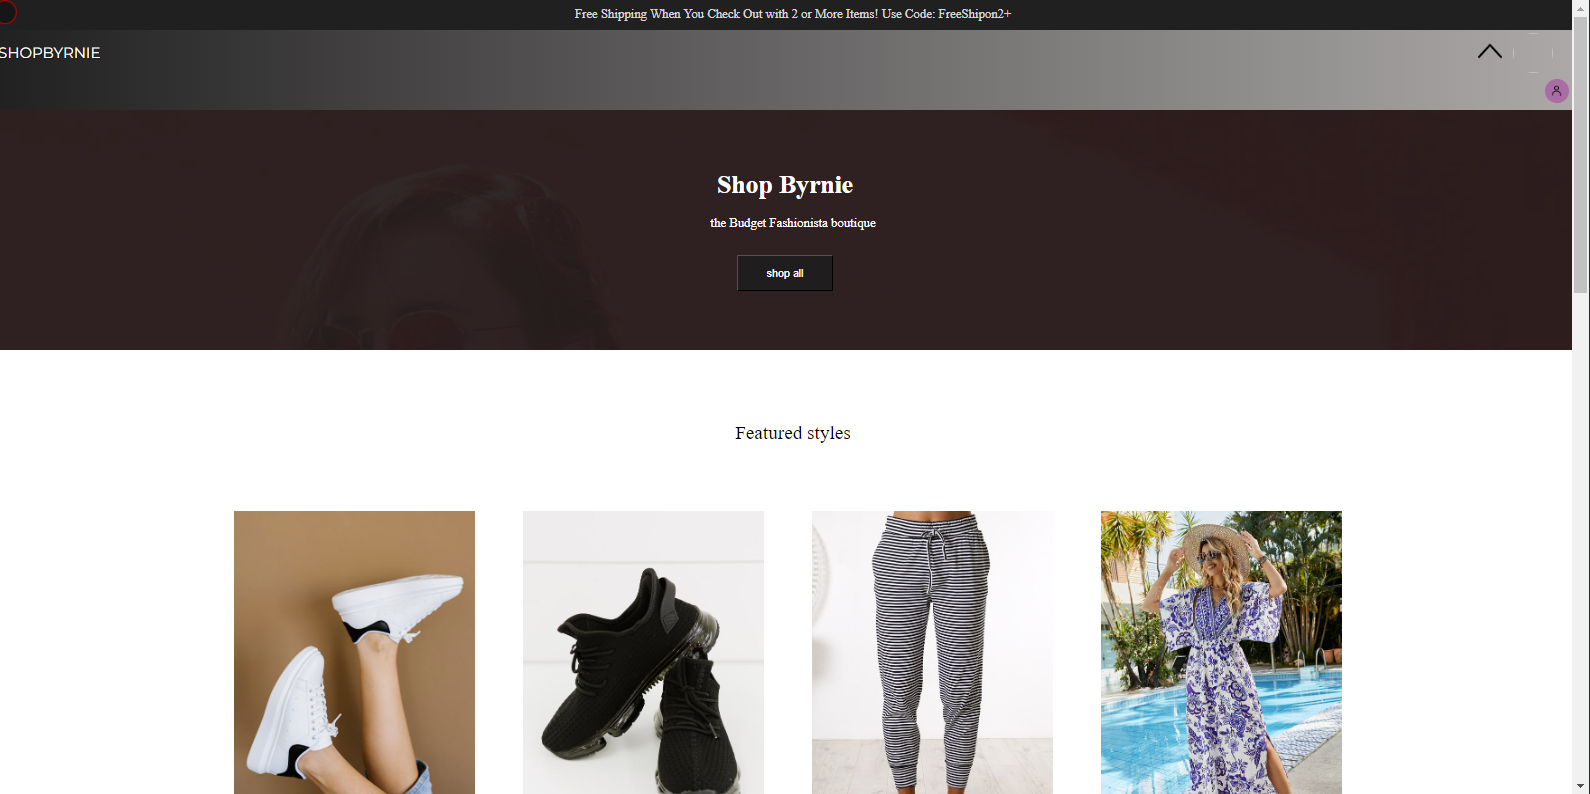 Free Shipping When You Check Out with 2 or More Items! Use Code: FreeShipon2+
SHOPBYRNIE
Shop Byrnie
the Budget Fashionista boutique
shop all
Featured styles